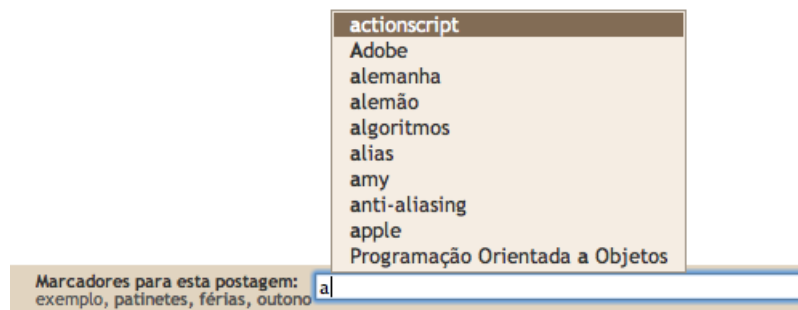 actionscript
Adobe
alemanha
alemão
algoritmos
alias
amy
anti-aliasing
apple
Programação Orientada a Objetos
Marcadores para esta postagem:
exemplo, patinetes, férias, outono
a